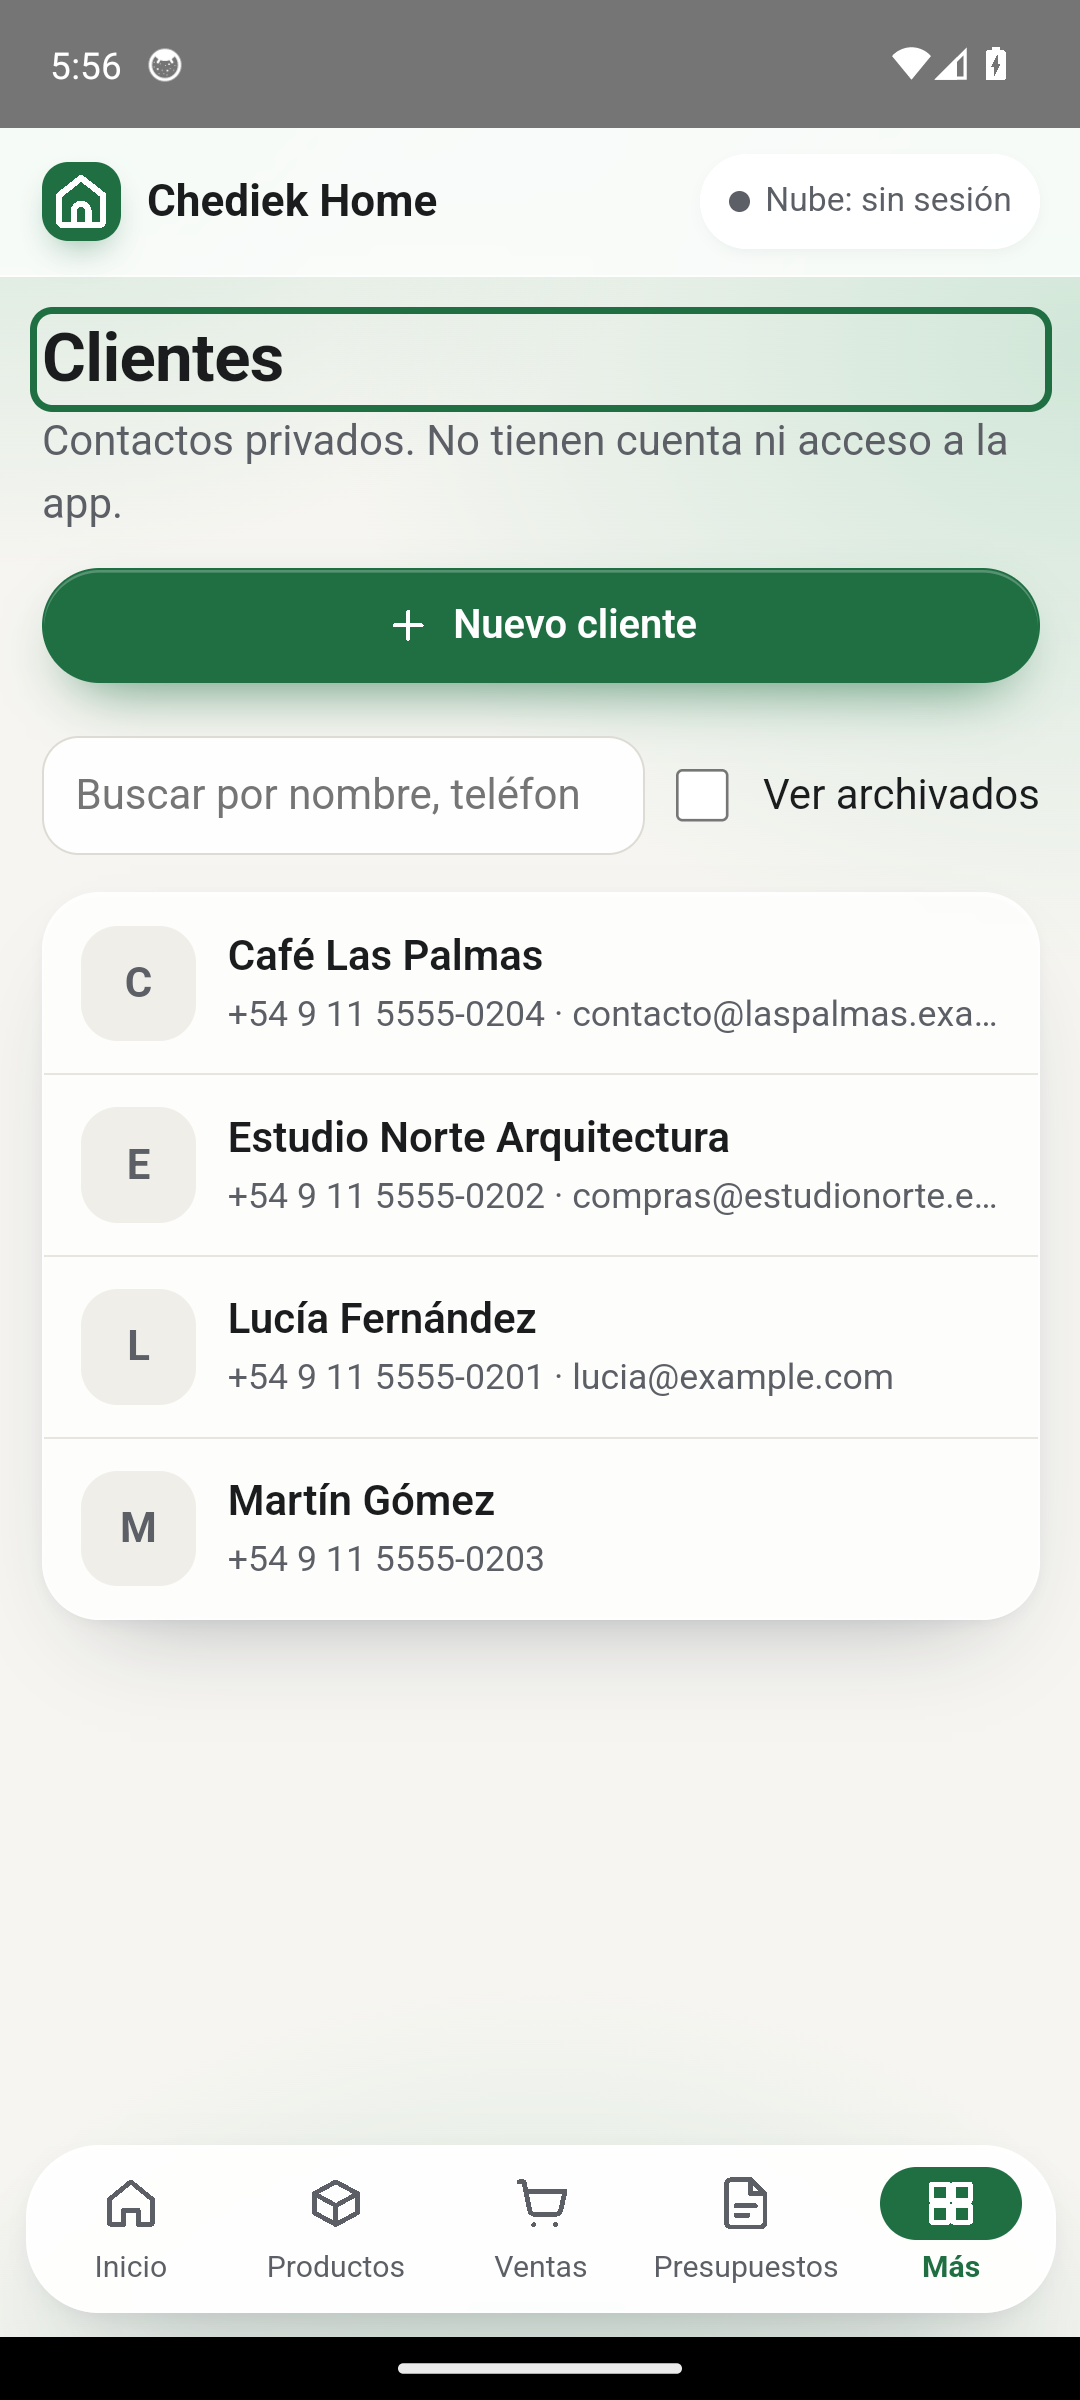 5:56
Chediek Home
Nube: sin sesión
Clientes
Contactos privados. No tienen cuenta ni acceso a la
app.
Nuevo cliente
Buscar por nombre, teléfon
Ver archivados
C
Café Las Palmas
+54 9 11 5555-0204 · contacto@laspalmas.exa…
E
Estudio Norte Arquitectura
+54 9 11 5555-0202 · compras@estudionorte.e…
L
Lucía Fernández
+54 9 11 5555-0201 · lucia@example.com
M
Martín Gómez
+54 9 11 5555-0203
Inicio
Productos
Ventas
Presupuestos
Más